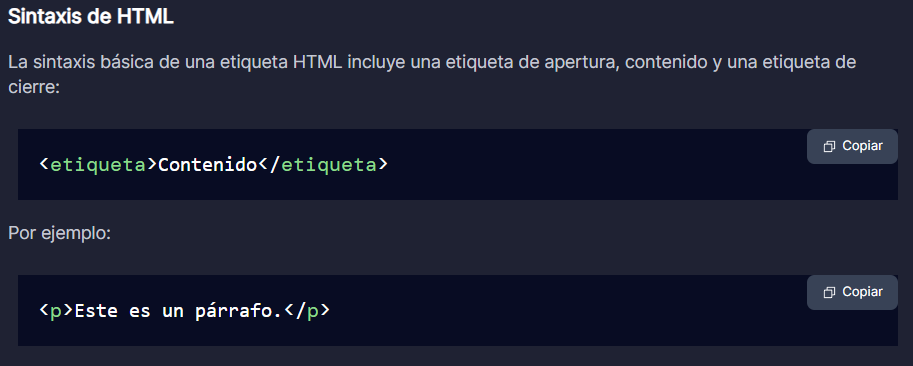 Sintaxis de HTML
La sintaxis básica de una etiqueta HTML incluye una etiqueta de apertura, contenido y una etiqueta de
cierre:
Copiar
<etiqueta>Contenido</etiqueta>
Por ejemplo:
Copiar
<p>Este es un párrafo.</p>